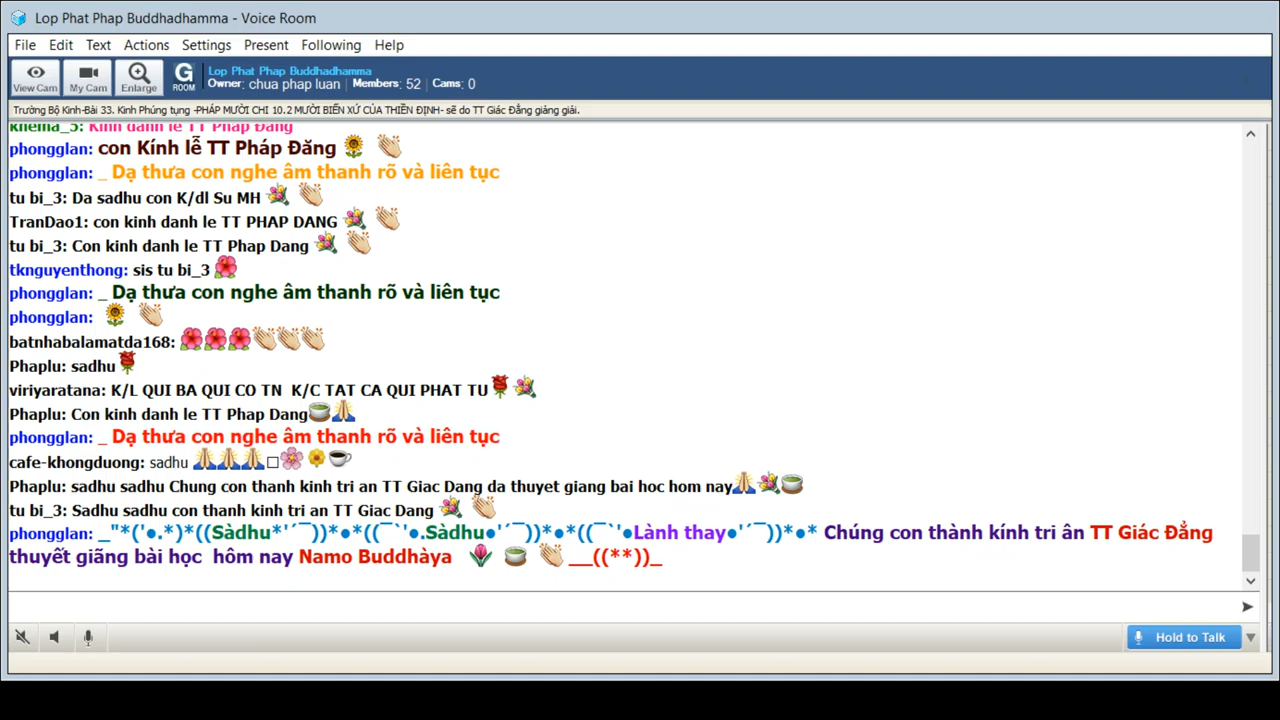 Lop Phat Phap Buddhadhamma - Voice Room
File Edit Text Actions Settings Present Following Help
View Cam My Cam Enlarge G ROOM Lop Phat Phap Buddhadhamma
Owner: chua phap luan Members: 52 Cams: 0
Trường Bộ Kinh-Bài 33. Kinh Phúng tụng -PHÁP MƯỜI CHI 10.2 MƯỜI BIẾN XỨ CỦA THIỀN ĐỊNH- sẽ do TT Giác Đẳng giảng giải.
khema_5: Kính đảnh lễ TT Pháp Đăng
phongglan: con Kính lễ TT Pháp Đăng 🌻 👏
phongglan: _ Dạ thưa con nghe âm thanh rõ và liên tục
tu bi_3: Da sadhu con K/dl Su MH 💐 👏
TranDao1: con kinh danh le TT PHAP DANG 💐 👏
tu bi_3: Con kinh danh le TT Phap Dang 💐 👏
tknguyenthong: sis tu bi_3 🌺
phongglan: _ Dạ thưa con nghe âm thanh rõ và liên tục
phongglan: 🌻 👏
batnhabalamatda168: 🌺🌺🌺👏👏👏
Phaplu: sadhu🌹
viriyaratana: K/L QUI BA QUI CO TN K/C TAT CA QUI PHAT TU🌹💐
Phaplu: Con kinh danh le TT Phap Dang🍵🙏
phongglan: _ Dạ thưa con nghe âm thanh rõ và liên tục
cafe-khongduong: sadhu 🙏🙏🙏□🌸🌼☕
Phaplu: sadhu sadhu Chung con thanh kinh tri an TT Giac Dang da thuyet giang bai hoc hom nay🙏💐🍵
tu bi_3: Sadhu sadhu con thanh kinh tri an TT Giac Dang 💐 👏
phongglan: _"*('●.*)*((Sàdhu*'´¯))*●*((¯`'●.Sàdhu●'´¯))*●*((¯`'●Lành thay●'´¯))*●* Chúng con thành kính tri ân TT Giác Đẳng
thuyết giãng bài học hôm nay Namo Buddhàya 🌷 🍵 👏 __((**))_
Hold to Talk